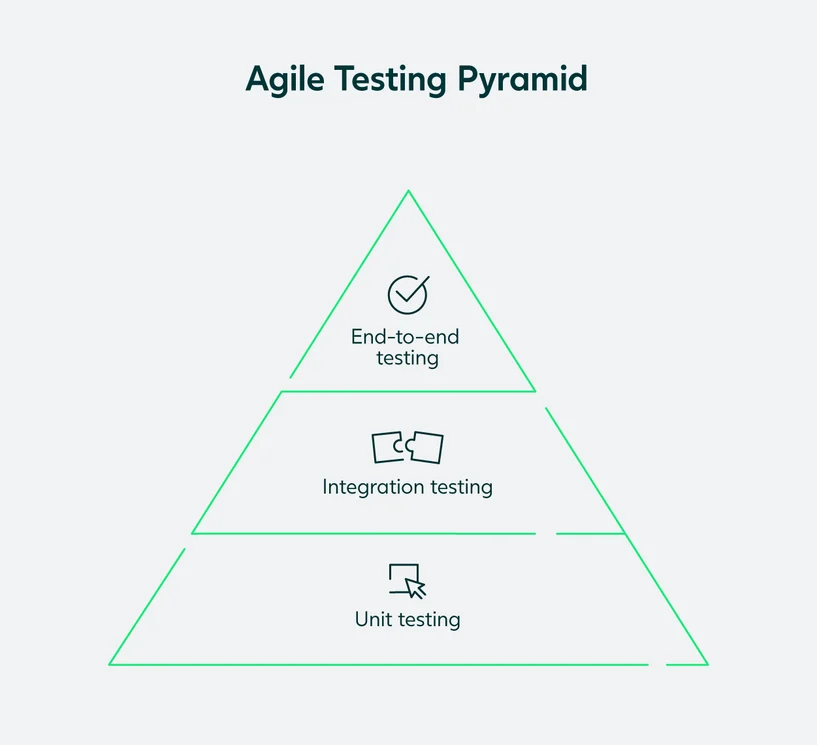 Agile Testing Pyramid
End-to-end
testing
Integration testing
Unit testing